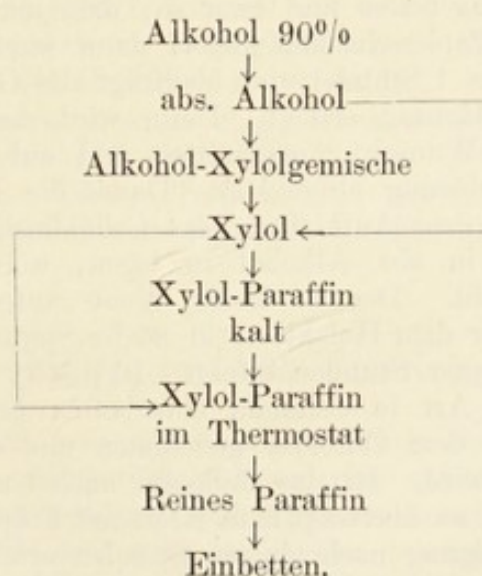 Alkohol 90%
abs. Alkohol
Alkohol-Xylolgemische
Xylol
Xylol-Paraffin
kalt
Xylol-Paraffin
im Thermostat
Reines Paraffin
Einbetten.